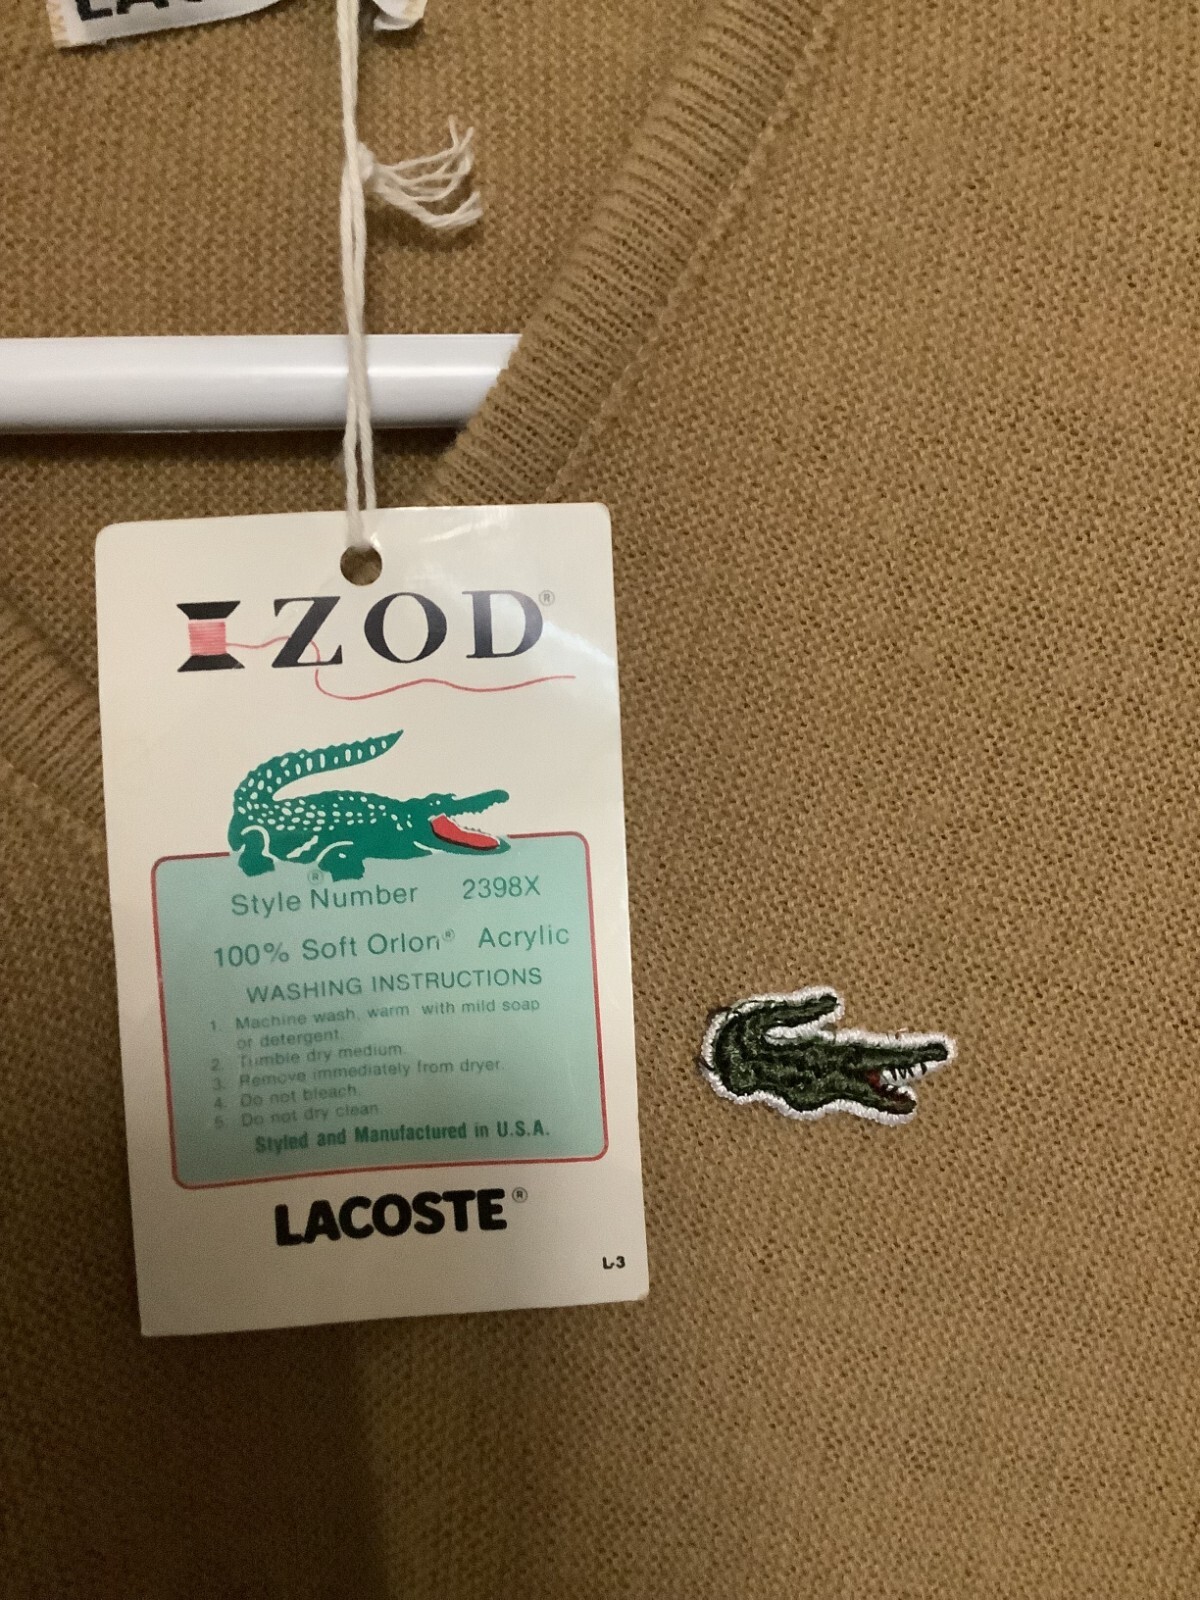 IZOD®
®
Style Number 2398X
100% Soft Orlon® Acrylic
WASHING INSTRUCTIONS
1. Machine wash, warm with mild soap
or detergent.
2. Tumble dry medium.
3. Remove immediately from dryer.
4. Do not bleach.
5. Do not dry clean.
Styled and Manufactured in U.S.A.
LACOSTE®
L-3